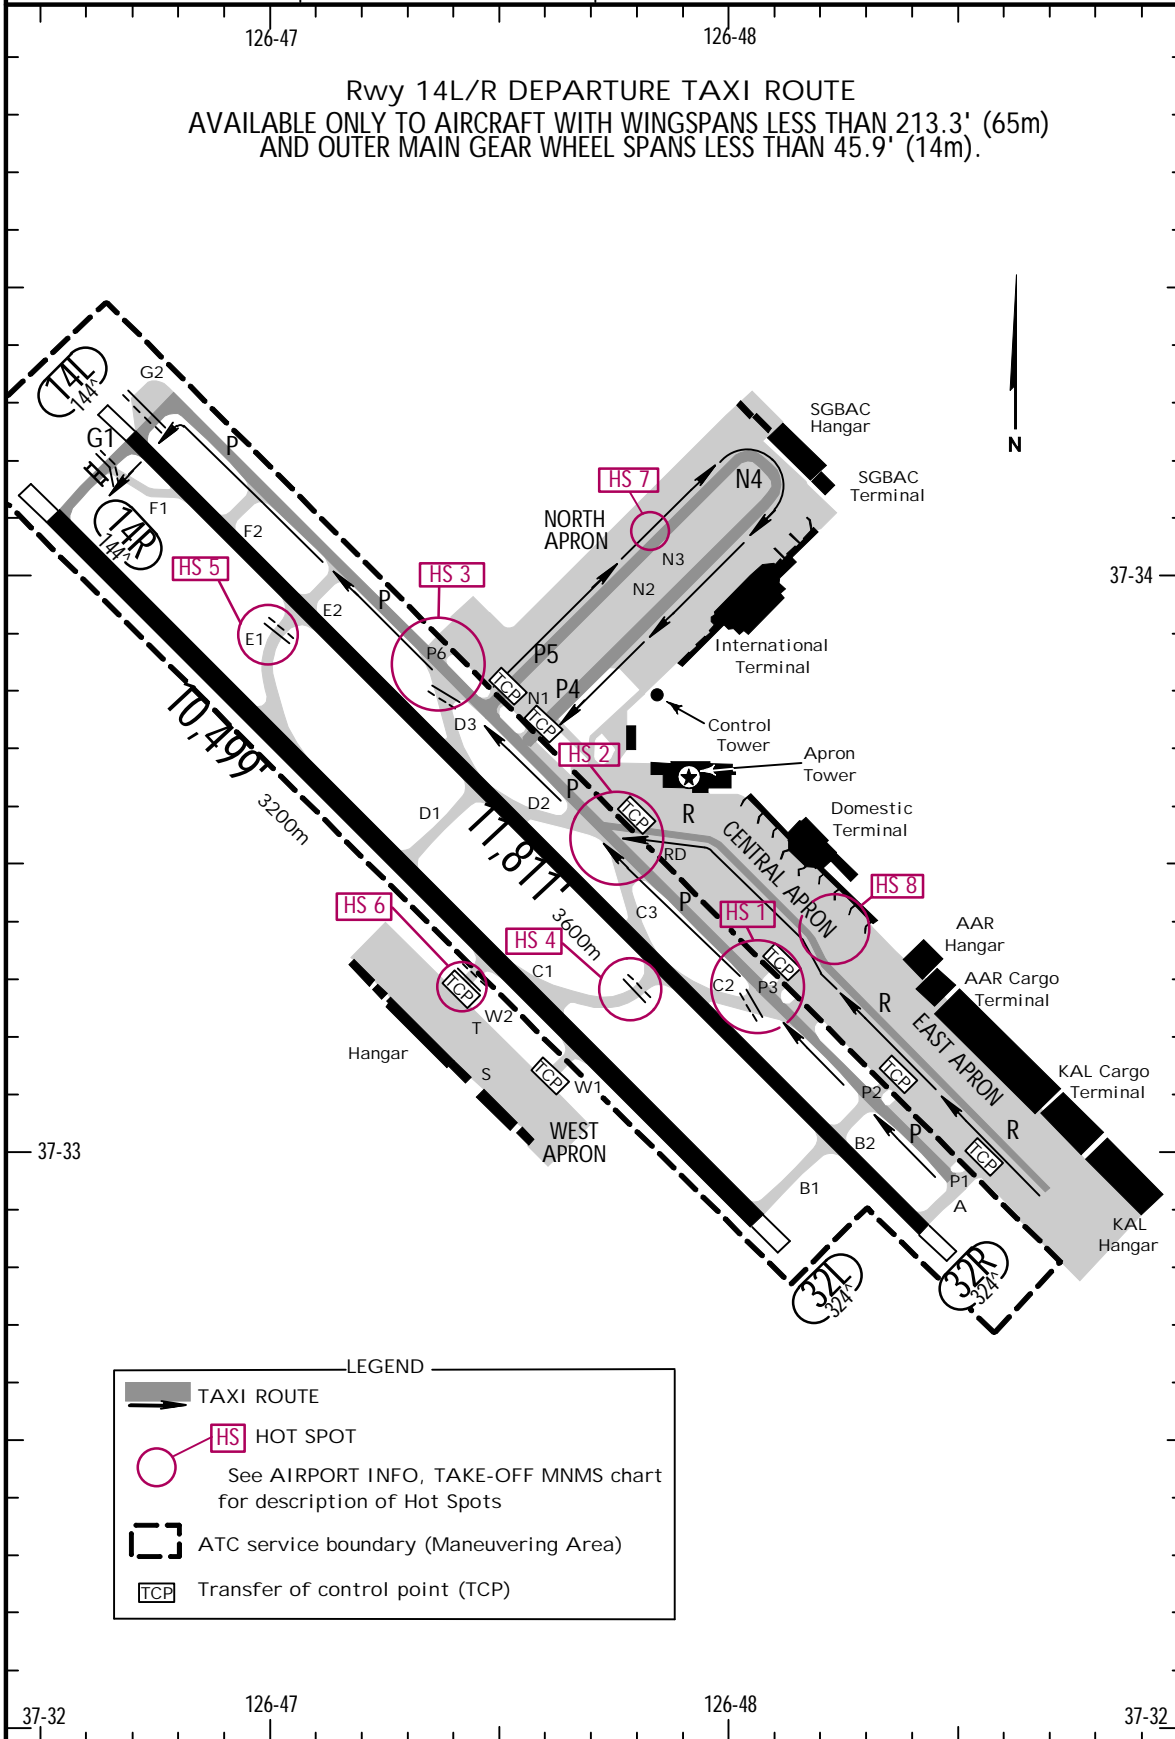 126-47
126-48
Rwy 14L/R DEPARTURE TAXI ROUTE
AVAILABLE ONLY TO AIRCRAFT WITH WINGSPANS LESS THAN 213.3' (65m)
AND OUTER MAIN GEAR WHEEL SPANS LESS THAN 45.9' (14m).
N
14L
144^
G2
G1
P
F1
14R
144^
F2
HS 5
E1
E2
P
HS 3
P6
D3
HS 7
NORTH
APRON
N4
N3
N2
SGBAC
Hangar
SGBAC
Terminal
37-34
International
Terminal
P5
TCP
N1
P4
TCP
Control
Tower
Apron
Tower
HS 2
P
TCP
R
Domestic
Terminal
CENTRAL APRON
RD
D2
D1
10,499'
3200m
11,811'
3600m
C3
P
HS 8
HS 1
HS 6
HS 4
TCP
C1
C2
P3
TCP
AAR
Hangar
AAR Cargo
Terminal
R
EAST APRON
T
W2
Hangar
S
TCP
W1
WEST
APRON
TCP
P2
KAL Cargo
Terminal
R
B2
P
TCP
B1
P1
A
KAL
Hangar
37-33
32L
324^
32R
324^
LEGEND
TAXI ROUTE
HS HOT SPOT
See AIRPORT INFO, TAKE-OFF MNMS chart
for description of Hot Spots
ATC service boundary (Maneuvering Area)
TCP Transfer of control point (TCP)
37-32
126-47
126-48
37-32